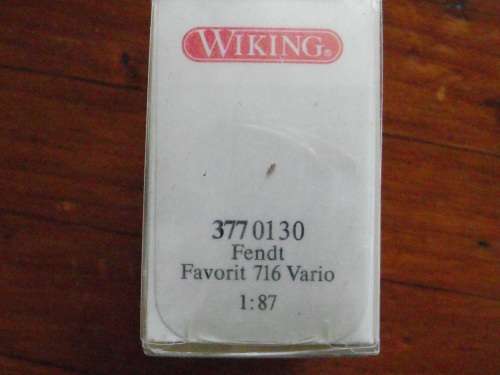 WIKING®
377 0130
Fendt
Favorit 716 Vario
1:87